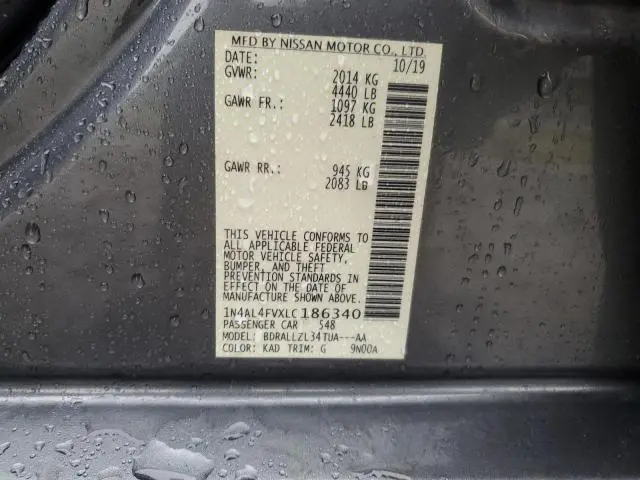 MFD BY NISSAN MOTOR CO., LTD.
DATE: 10/19
GVWR: 2014 KG
4440 LB
GAWR FR.: 1097 KG
2418 LB
GAWR RR.: 945 KG
2083 LB
THIS VEHICLE CONFORMS TO
ALL APPLICABLE FEDERAL
MOTOR VEHICLE SAFETY,
BUMPER, AND THEFT
PREVENTION STANDARDS IN
EFFECT ON THE DATE OF
MANUFACTURE SHOWN ABOVE.
1N4AL4FVXLC186340
PASSENGER CAR 548
MODEL: BDRALLZL34TUA---AA
COLOR: KAD TRIM: G 9N00A